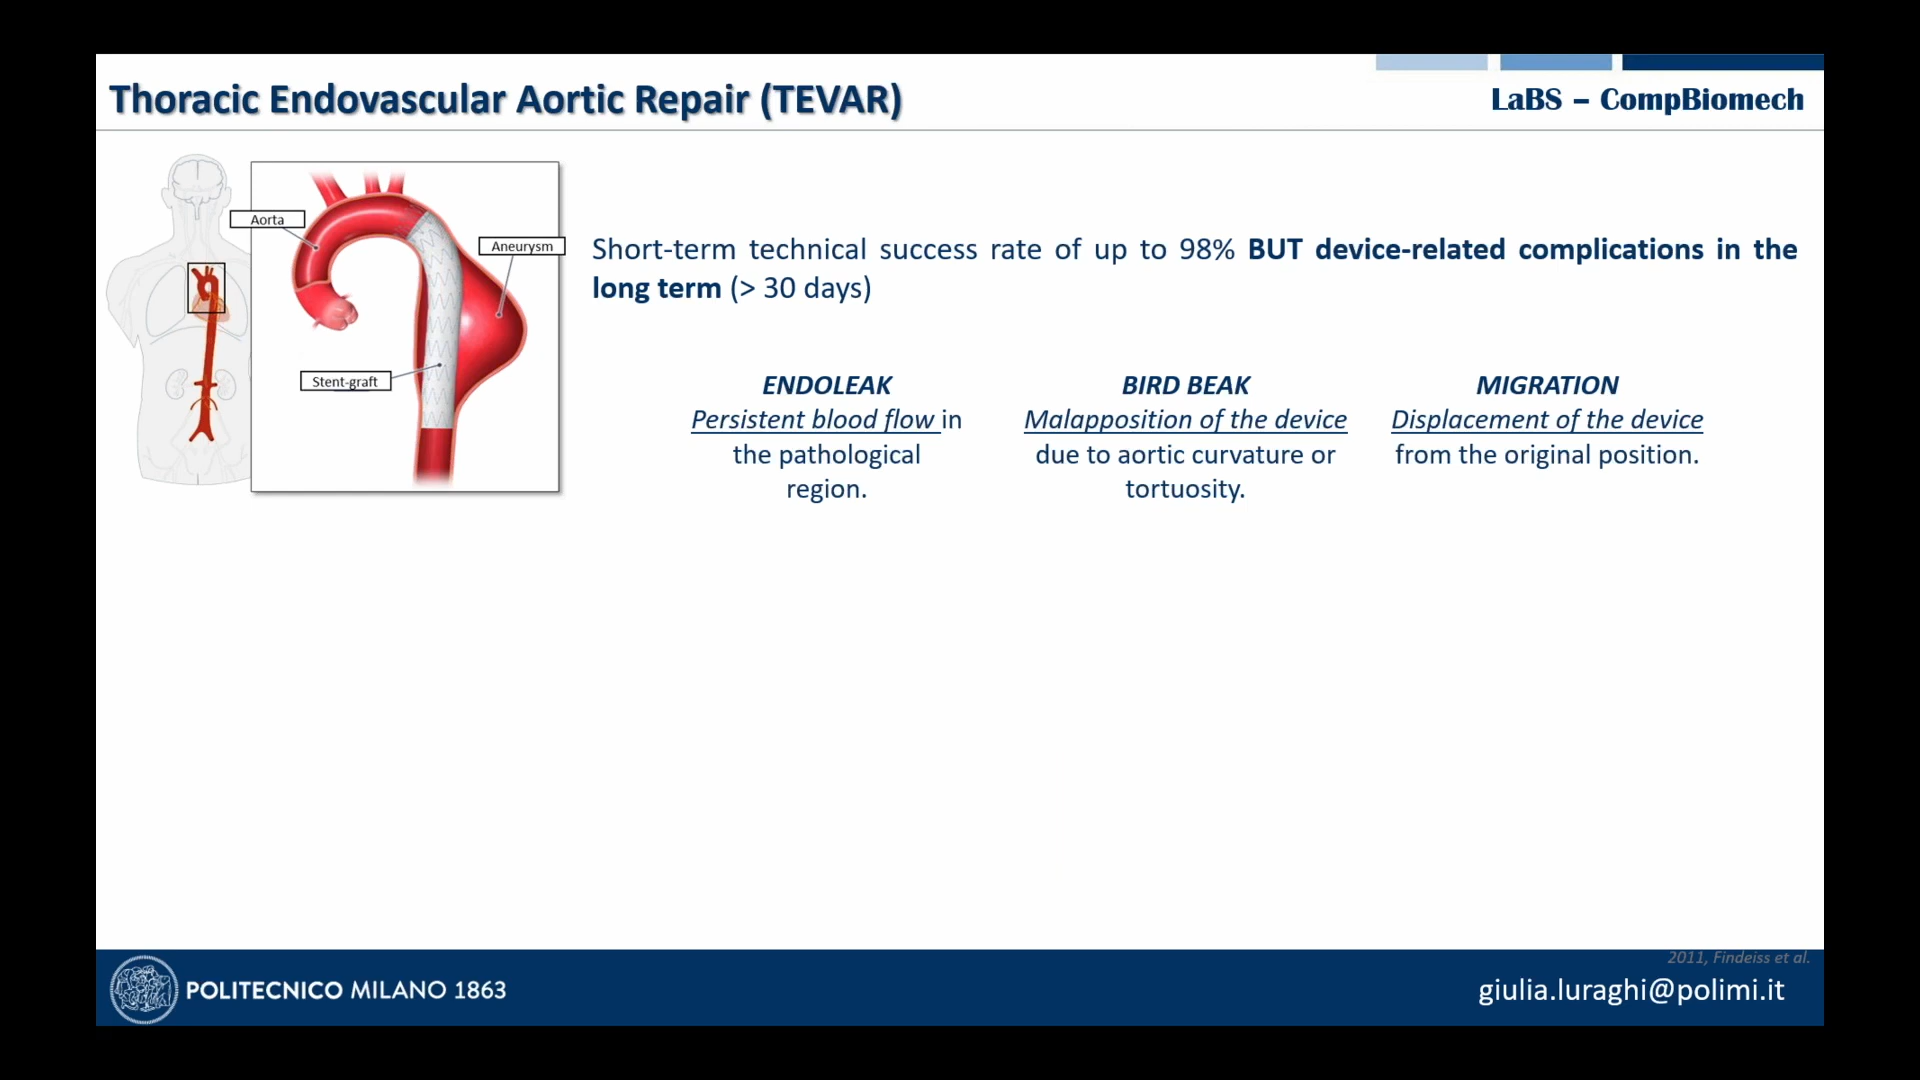 Thoracic Endovascular Aortic Repair (TEVAR)
LaBS – CompBiomech
Aorta
Aneurysm
Stent-graft
Short-term technical success rate of up to 98% BUT device-related complications in the
long term (> 30 days)
ENDOLEAK
Persistent blood flow in
the pathological
region.
BIRD BEAK
Malapposition of the device
due to aortic curvature or
tortuosity.
MIGRATION
Displacement of the device
from the original position.
2011, Findeiss et al.
POLITECNICO MILANO 1863
giulia.luraghi@polimi.it